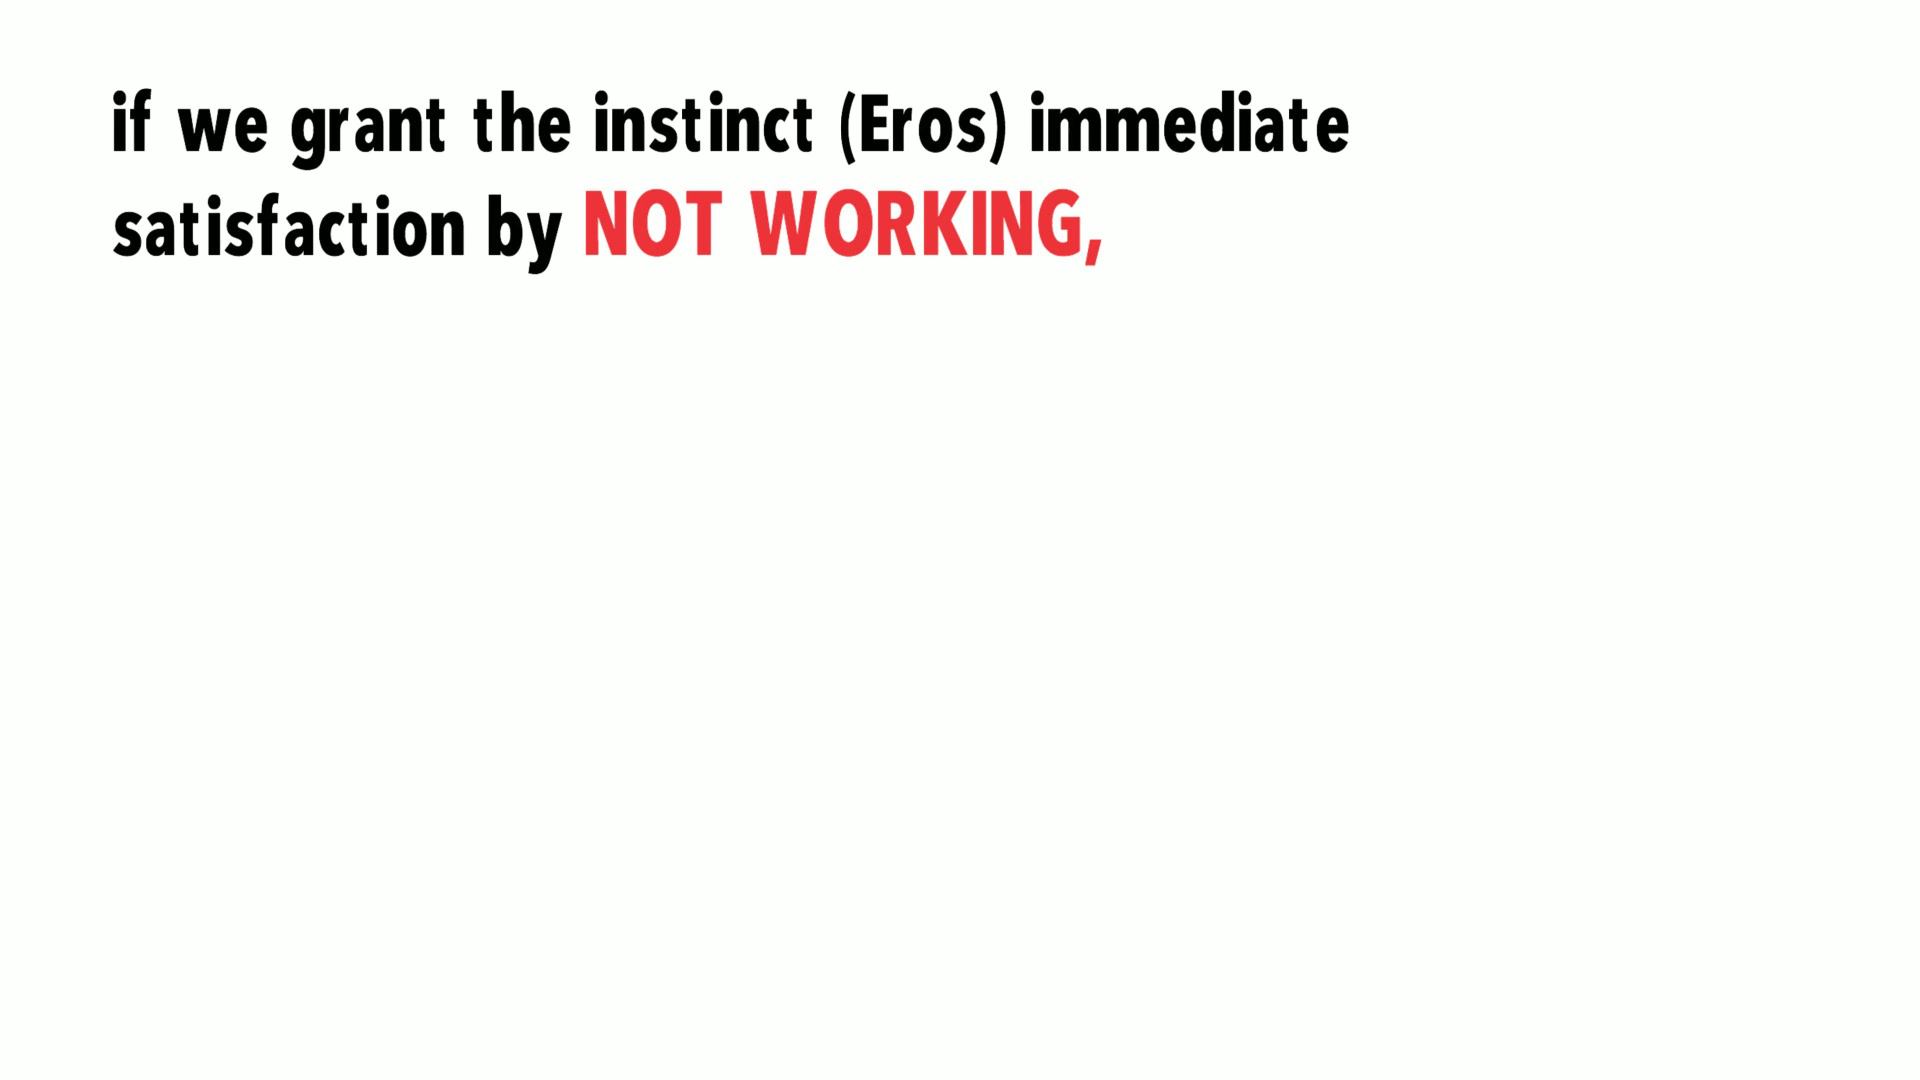 if we grant the instinct (Eros) immediate
satisfaction by NOT WORKING,